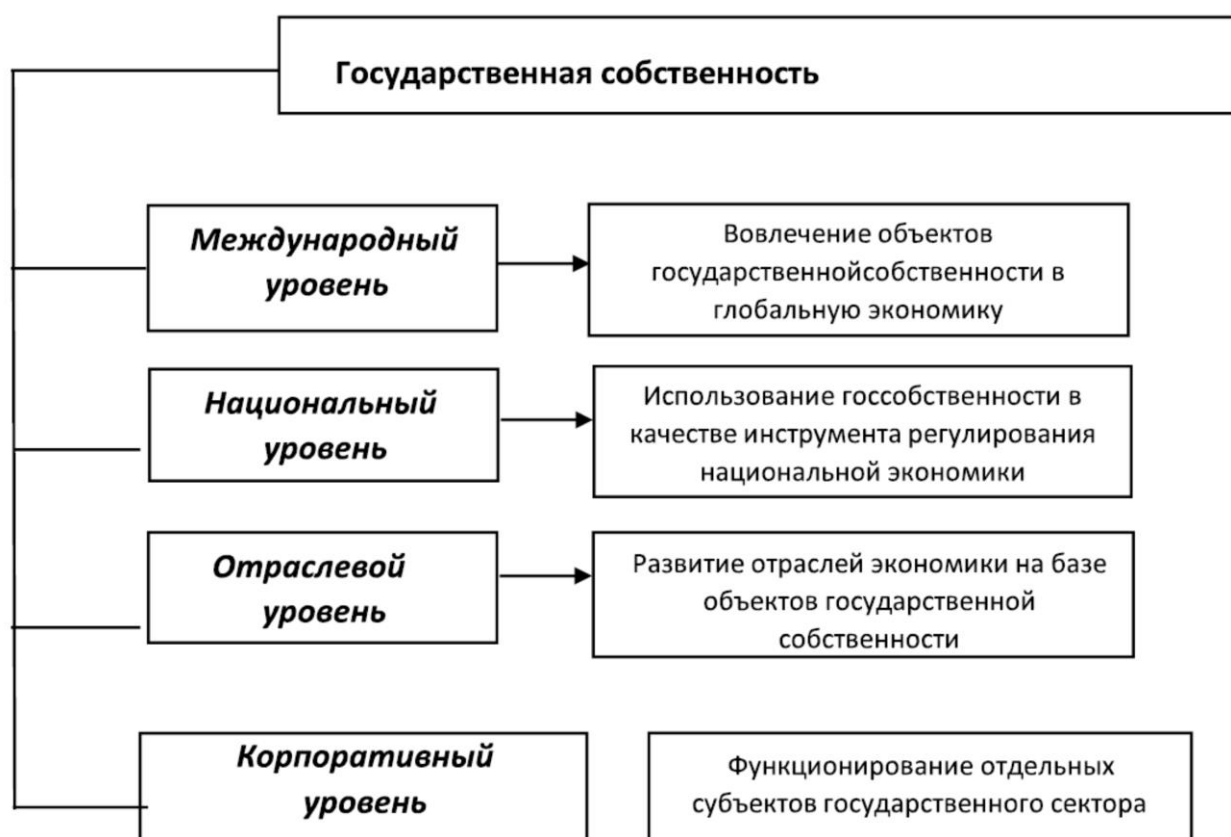 Государственная собственность
Международный
уровень
Вовлечение объектов
государственнойсобственности в
глобальную экономику
Национальный
уровень
Использование госсобственности в
качестве инструмента регулирования
национальной экономики
Отраслевой
уровень
Развитие отраслей экономики на базе
объектов государственной
собственности
Корпоративный
уровень
Функционирование отдельных
субъектов государственного сектора